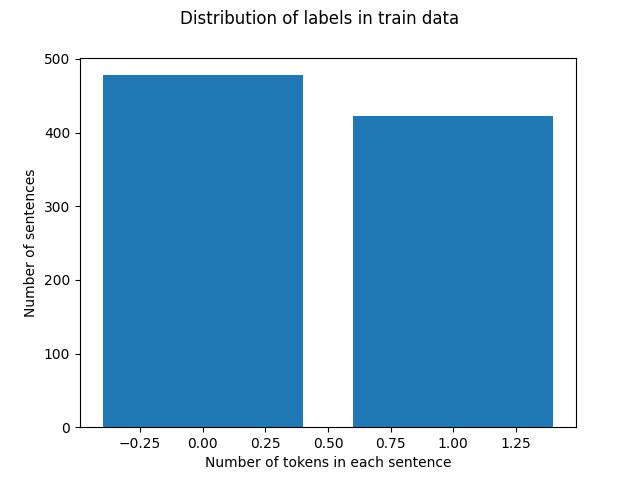 Distribution of labels in train data
500
400
300
200
100
0
Number of sentences
−0.25 0.00 0.25 0.50 0.75 1.00 1.25
Number of tokens in each sentence